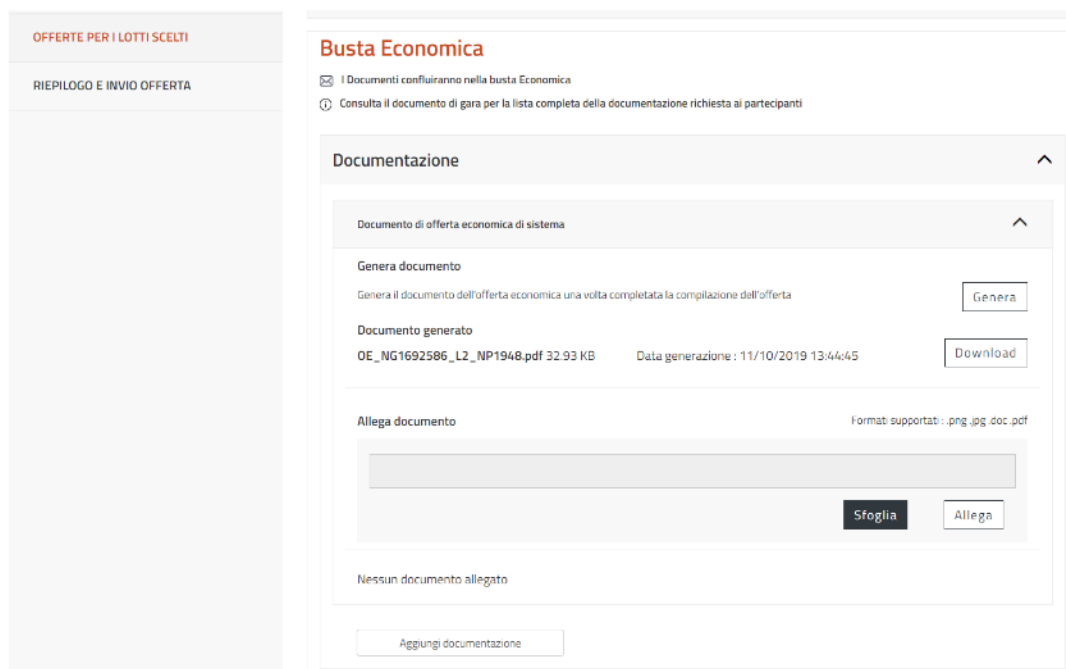 OFFERTE PER I LOTTI SCELTI
RIEPILOGO E INVIO OFFERTA
Busta Economica
I Documenti confluiranno nella busta Economica
Consulta il documento di gara per la lista completa della documentazione richiesta ai partecipanti
Documentazione
Documento di offerta economica di sistema
Genera documento
Genera il documento dell'offerta economica una volta completata la compilazione dell'offerta
Genera
Documento generato
OE_NG1692586_L2_NP1948.pdf 32.93 KB Data generazione : 11/10/2019 13:44:45
Download
Allega documento Formati supportati : .png .jpg .doc .pdf
Sfoglia Allega
Nessun documento allegato
Aggiungi documentazione